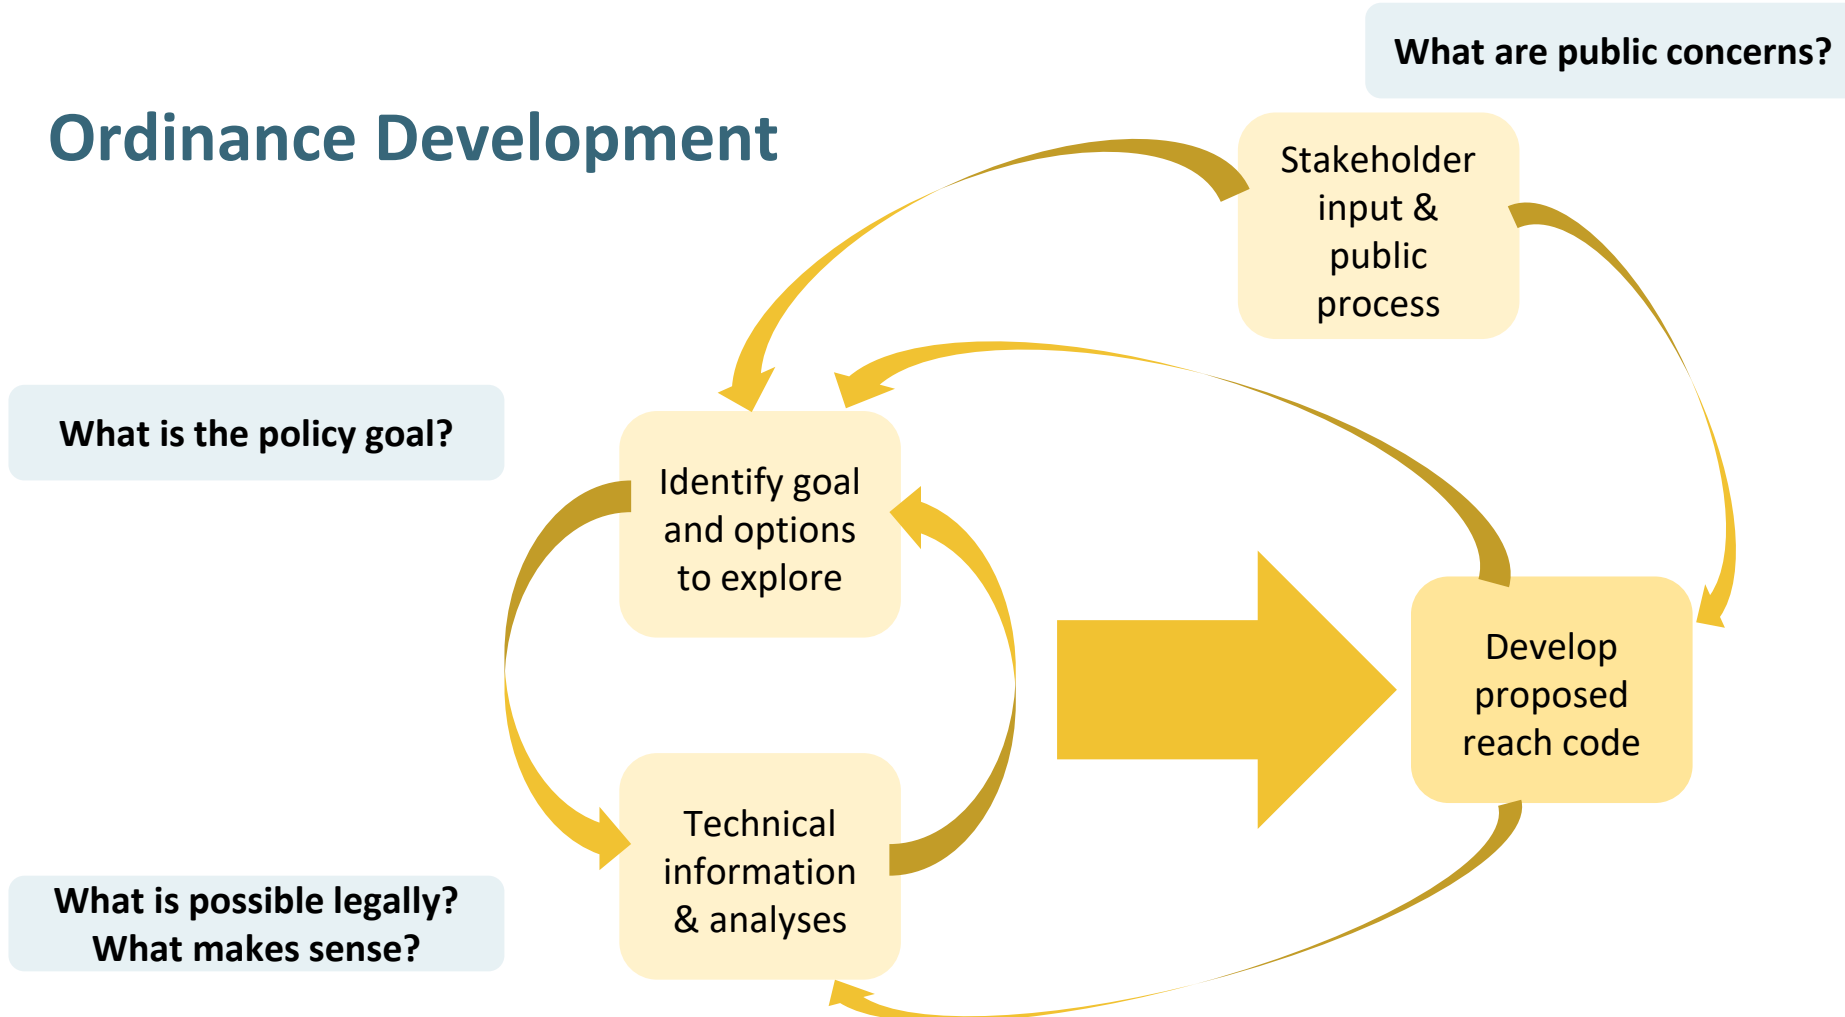 What are public concerns?
Ordinance Development
Stakeholder
input &
public
process
What is the policy goal?
Identify goal
and options
to explore
Develop
proposed
reach code
Technical
information
& analyses
What is possible legally?
What makes sense?